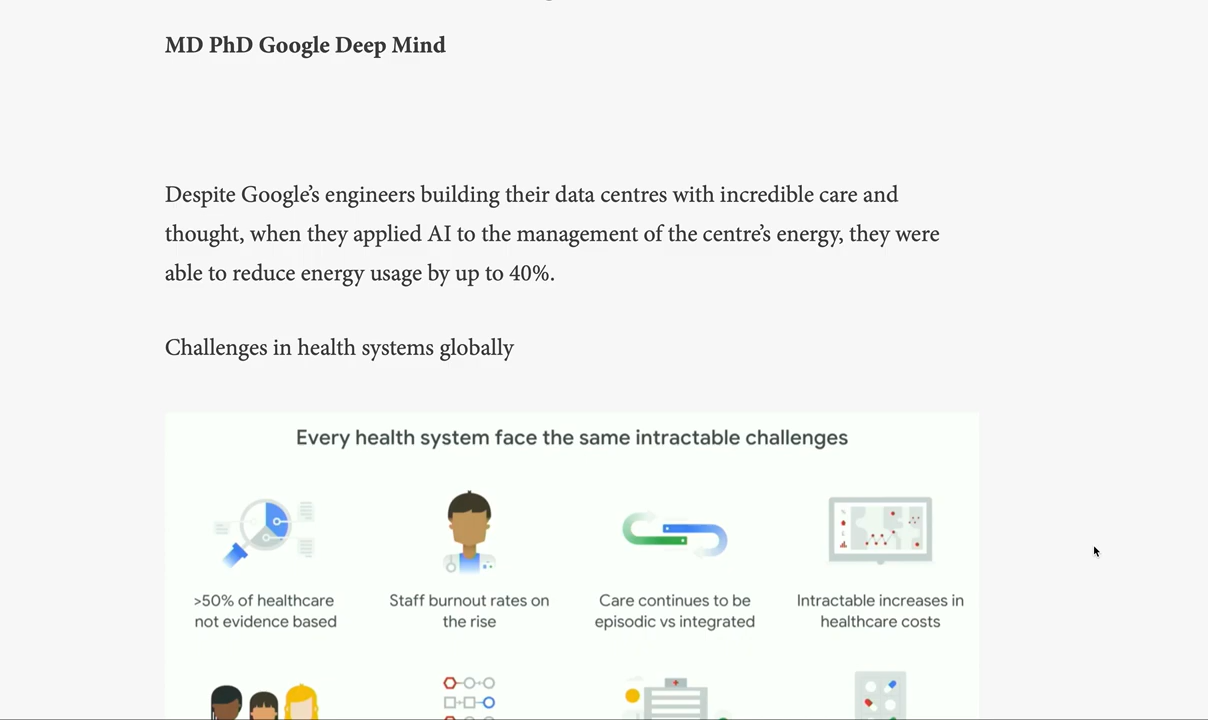 MD PhD Google Deep Mind
Despite Google’s engineers building their data centres with incredible care and
thought, when they applied AI to the management of the centre’s energy, they were
able to reduce energy usage by up to 40%.
Challenges in health systems globally
Every health system face the same intractable challenges
>50% of healthcare
not evidence based
Staff burnout rates on
the rise
Care continues to be
episodic vs integrated
Intractable increases in
healthcare costs